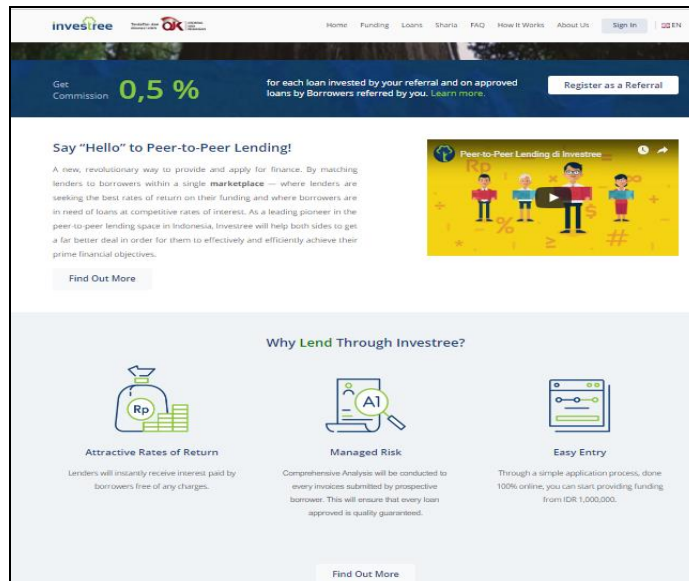 investree
OJK
Home Funding Loans Sharia FAQ How It Works About Us Sign In EN
Get
Commission
0,5 %
for each loan invested by your referral and on approved
loans by Borrowers referred by you. Learn more.
Register as a Referral
Say “Hello” to Peer-to-Peer Lending!
A new, revolutionary way to provide and apply for finance. By matching
lenders to borrowers within a single marketplace — where lenders are
seeking the best rates of return on their funding and where borrowers are
in need of loans at competitive rates of interest. As a leading pioneer in the
peer-to-peer lending space in Indonesia, Investree will help both sides to get
a far better deal in order for them to effectively and efficiently achieve their
prime financial objectives.
Find Out More
Peer-to-Peer Lending di Investree
Rp
% $ ≥ #
Why Lend Through Investree?
Rp
A1
Attractive Rates of Return
Lenders will instantly receive interest paid by
borrowers free of any charges.
Managed Risk
Comprehensive Analysis will be conducted to
every invoices submitted by prospective
borrower. This will ensure that every loan
approved is quality guaranteed.
Easy Entry
Through a simple application process, done
100% online, you can start providing funding
from IDR 1,000,000.
Find Out More